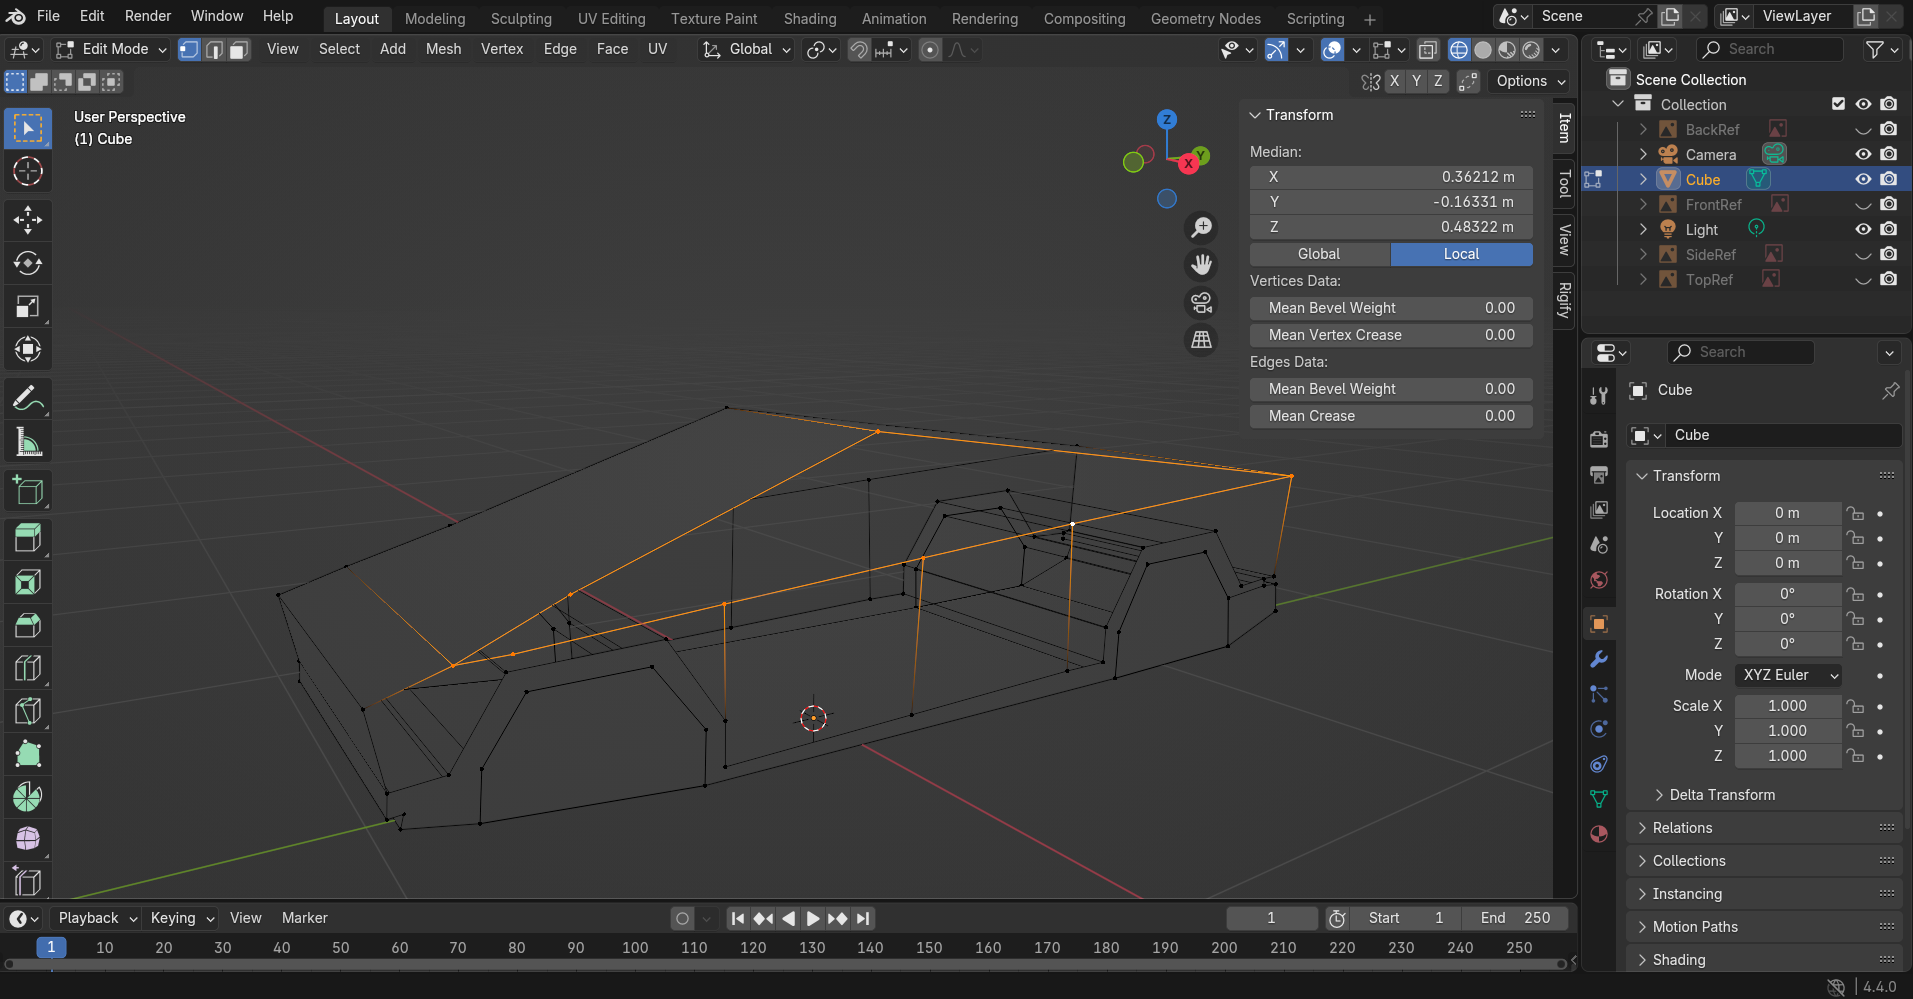 File Edit Render Window Help Layout Modeling Sculpting UV Editing Texture Paint Shading Animation Rendering Compositing Geometry Nodes Scripting + Scene ViewLayer
Edit Mode View Select Add Mesh Vertex Edge Face UV Global Search
X Y Z Options
Scene Collection
Collection
BackRef
Camera
Cube
FrontRef
Light
SideRef
TopRef
User Perspective
(1) Cube
Z
Y
X
Transform
Median:
X 0.36212 m
Y -0.16331 m
Z 0.48322 m
Global Local
Vertices Data:
Mean Bevel Weight 0.00
Mean Vertex Crease 0.00
Edges Data:
Mean Bevel Weight 0.00
Mean Crease 0.00
Item
Tool
View
Rigify
Search
Cube
Cube
Transform
Location X 0 m
Y 0 m
Z 0 m
Rotation X 0°
Y 0°
Z 0°
Mode XYZ Euler
Scale X 1.000
Y 1.000
Z 1.000
Delta Transform
Relations
Collections
Instancing
Motion Paths
Shading
Playback Keying View Marker 1 Start 1 End 250
1 10 20 30 40 50 60 70 80 90 100 110 120 130 140 150 160 170 180 190 200 210 220 230 240 250
4.4.0